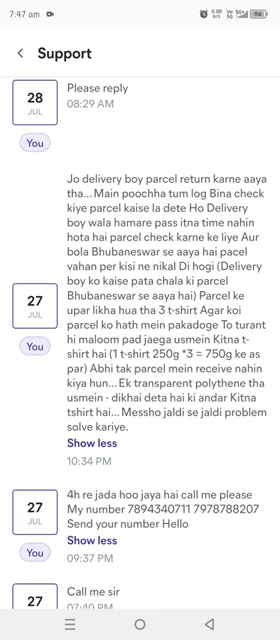 7:47 am
0.00 B/s Vo 5G 5G 94
Support
28
JUL
You
Please reply
08:29 AM
27
JUL
You
Jo delivery boy parcel return karne aaya
tha...Main poochha tum log Bina check
kiye parcel kaise la dete Ho Delivery
boy wala hamare pass itna time nahin
hota hai parcel check karne ke liye Aur
bola Bhubaneswar se aaya hai pacel
vahan per kisi ne nikal Di hogi (Delivery
boy ko kaise pata chala ki parcel
Bhubaneswar se aaya hai) Parcel ke
upar likha hua tha 3 t-shirt Agar koi
parcel ko hath mein pakadoge To turant
hi maloom pad jaega usmein Kitna t-
shirt hai (1 t-shirt 250g *3 = 750g ke as
par) Abhi tak parcel mein receive nahin
kiya hun...Ek transparent polythene tha
usmein - dikhai deta hai ki andar Kitna
tshirt hai... Messho jaldi se jaldi problem
solve kariye.
Show less
10:34 PM
27
JUL
You
4h re jada hoo jaya hai call me please
My number 7894340711 7978788207
Send your number Hello
Show less
09:37 PM
27
Call me sir
07:40 PM